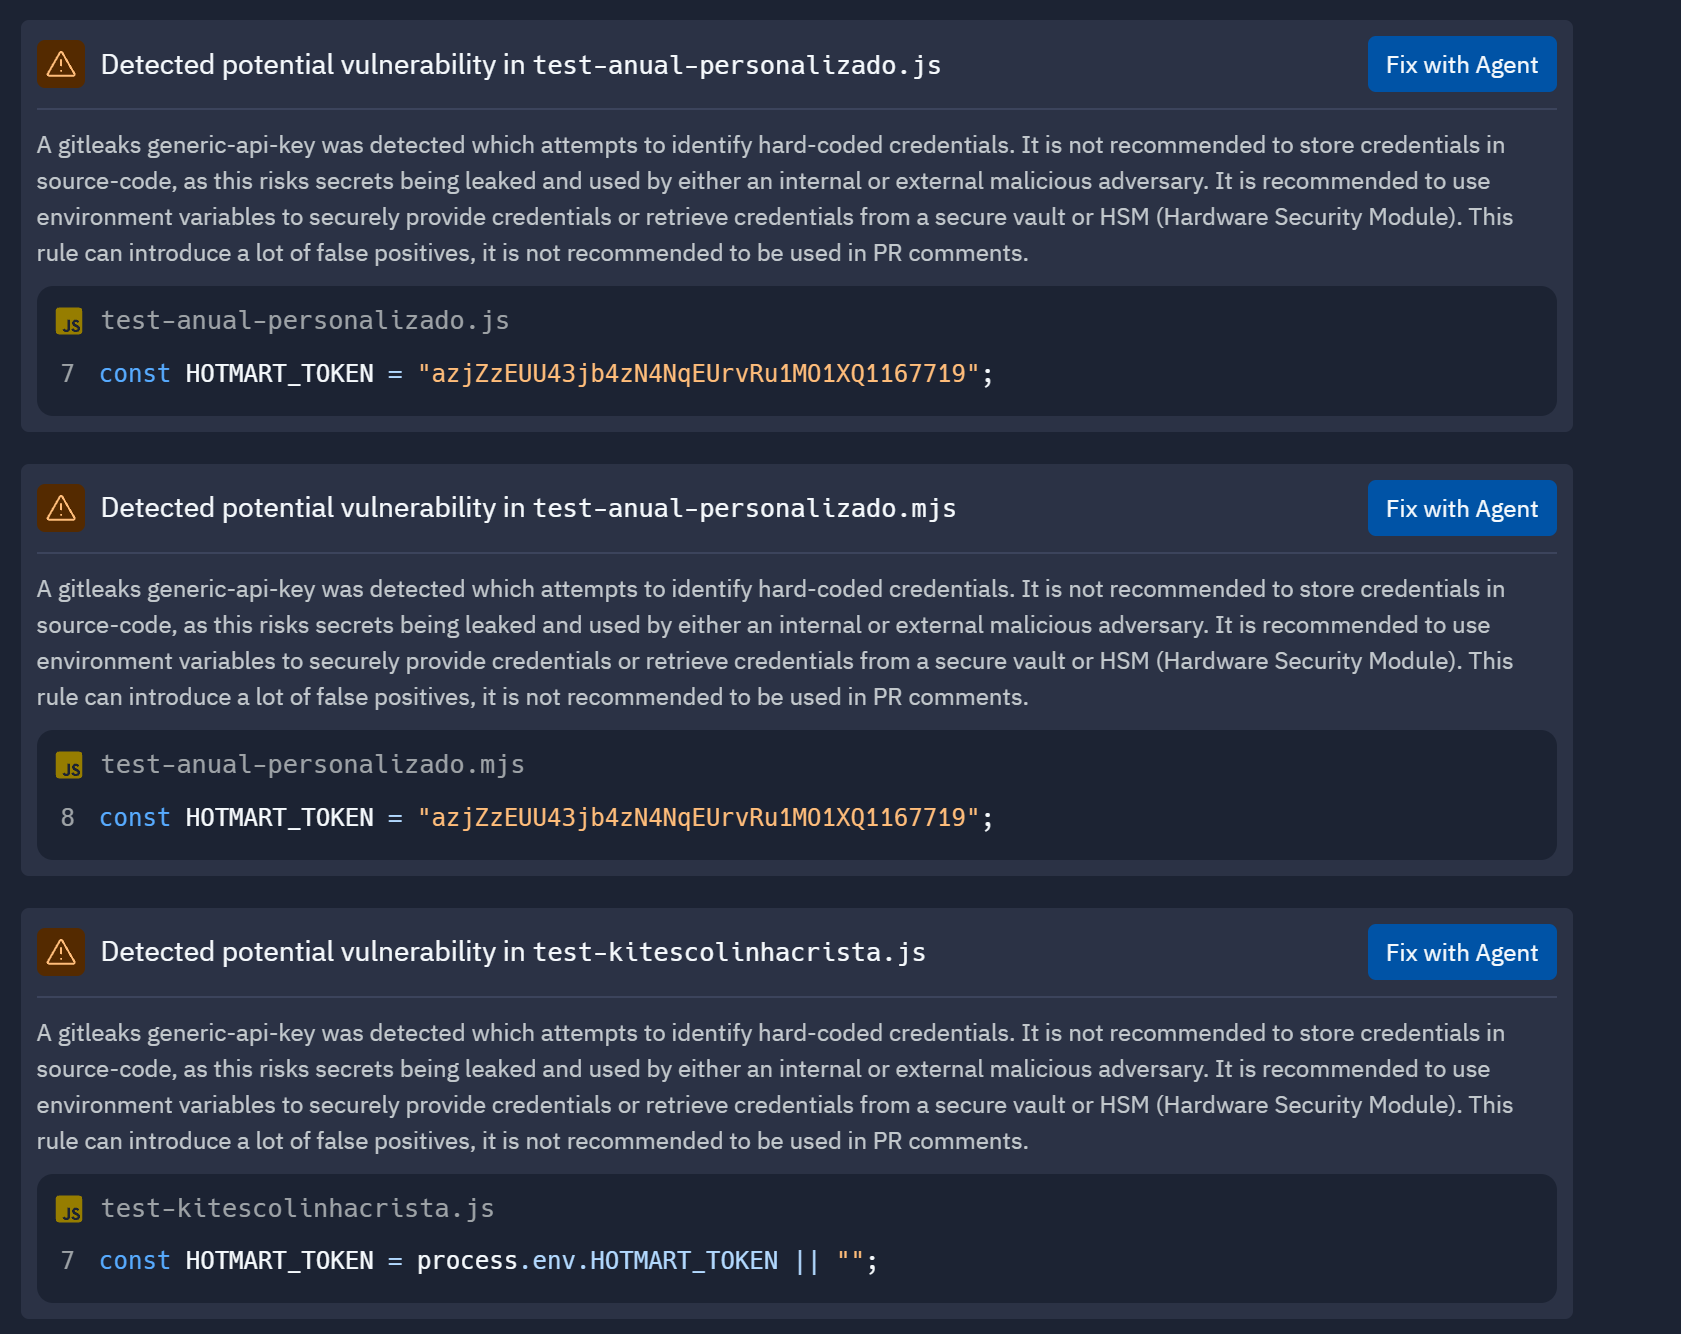 Detected potential vulnerability in test-anual-personalizado.js
Fix with Agent
A gitleaks generic-api-key was detected which attempts to identify hard-coded credentials. It is not recommended to store credentials in
source-code, as this risks secrets being leaked and used by either an internal or external malicious adversary. It is recommended to use
environment variables to securely provide credentials or retrieve credentials from a secure vault or HSM (Hardware Security Module). This
rule can introduce a lot of false positives, it is not recommended to be used in PR comments.
JS test-anual-personalizado.js
7 const HOTMART_TOKEN = "azjZzEUU43jb4zN4NqEUrvRu1MO1XQ1167719";
Detected potential vulnerability in test-anual-personalizado.mjs
Fix with Agent
A gitleaks generic-api-key was detected which attempts to identify hard-coded credentials. It is not recommended to store credentials in
source-code, as this risks secrets being leaked and used by either an internal or external malicious adversary. It is recommended to use
environment variables to securely provide credentials or retrieve credentials from a secure vault or HSM (Hardware Security Module). This
rule can introduce a lot of false positives, it is not recommended to be used in PR comments.
JS test-anual-personalizado.mjs
8 const HOTMART_TOKEN = "azjZzEUU43jb4zN4NqEUrvRu1MO1XQ1167719";
Detected potential vulnerability in test-kitescolinhacrista.js
Fix with Agent
A gitleaks generic-api-key was detected which attempts to identify hard-coded credentials. It is not recommended to store credentials in
source-code, as this risks secrets being leaked and used by either an internal or external malicious adversary. It is recommended to use
environment variables to securely provide credentials or retrieve credentials from a secure vault or HSM (Hardware Security Module). This
rule can introduce a lot of false positives, it is not recommended to be used in PR comments.
JS test-kitescolinhacrista.js
7 const HOTMART_TOKEN = process.env.HOTMART_TOKEN || "";